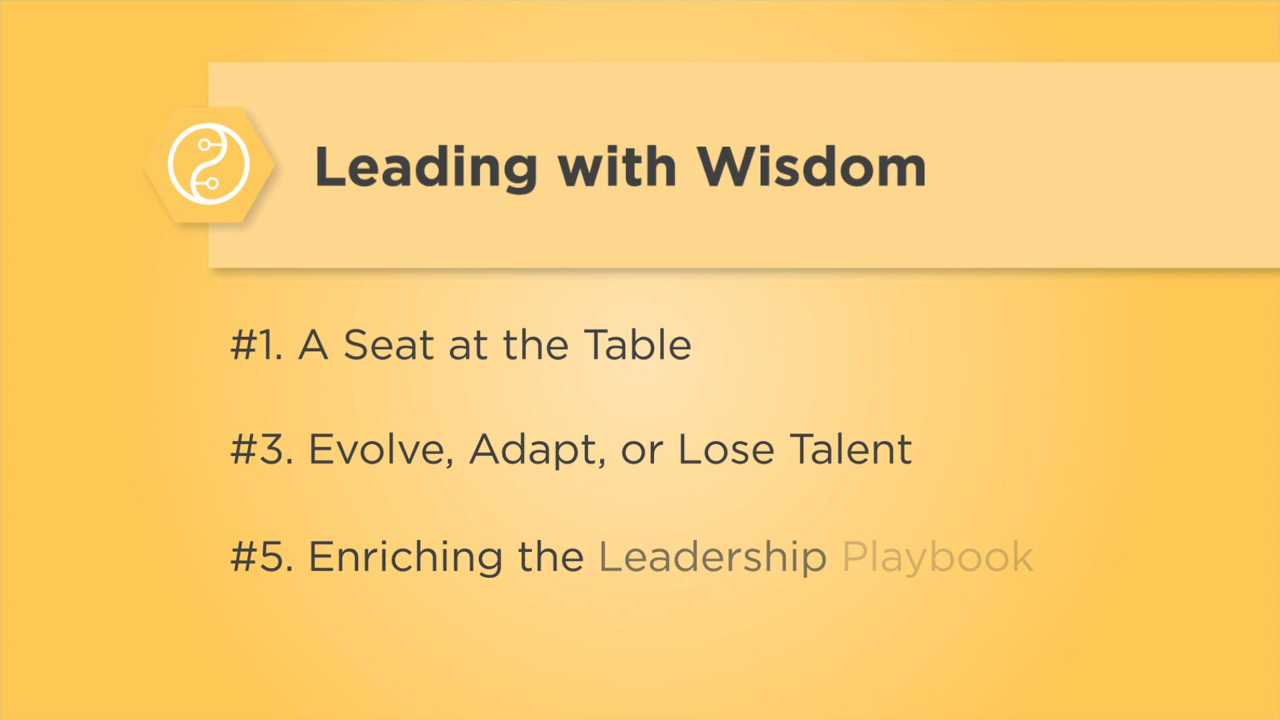 Leading with Wisdom
#1. A Seat at the Table
#3. Evolve, Adapt, or Lose Talent
#5. Enriching the Leadership Playbook